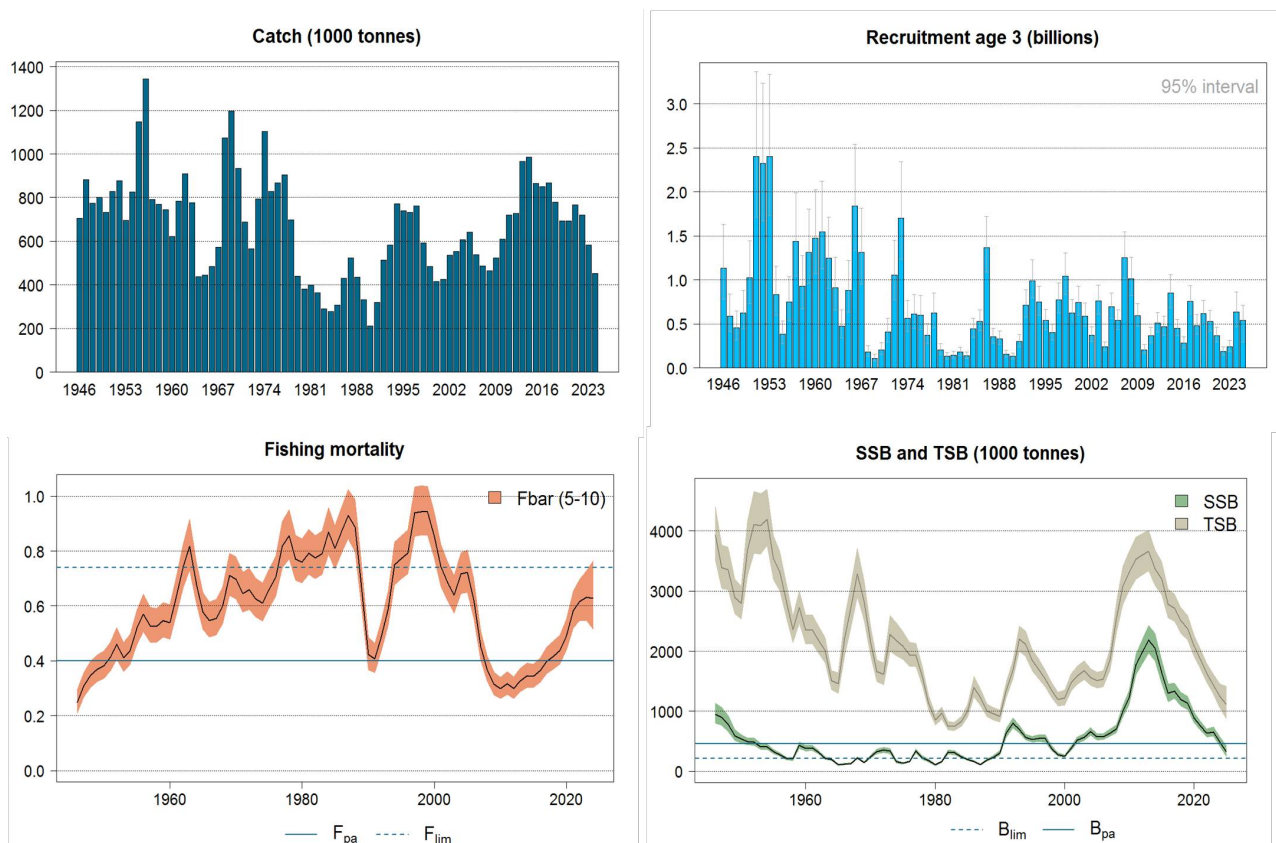 Catch (1000 tonnes)
1400
1200
1000
800
600
400
200
0
1946 1953 1960 1967 1974 1981 1988 1995 2002 2009 2016 2023
Recruitment age 3 (billions)
95% interval
3.0
2.5
2.0
1.5
1.0
0.5
0.0
1946 1953 1960 1967 1974 1981 1988 1995 2002 2009 2016 2023
Fishing mortality
Fbar (5-10)
1.0
0.8
0.6
0.4
0.2
0.0
1960 1980 2000 2020
Fpa Flim
SSB and TSB (1000 tonnes)
SSB
TSB
4000
3000
2000
1000
0
1960 1980 2000 2020
Blim Bpa